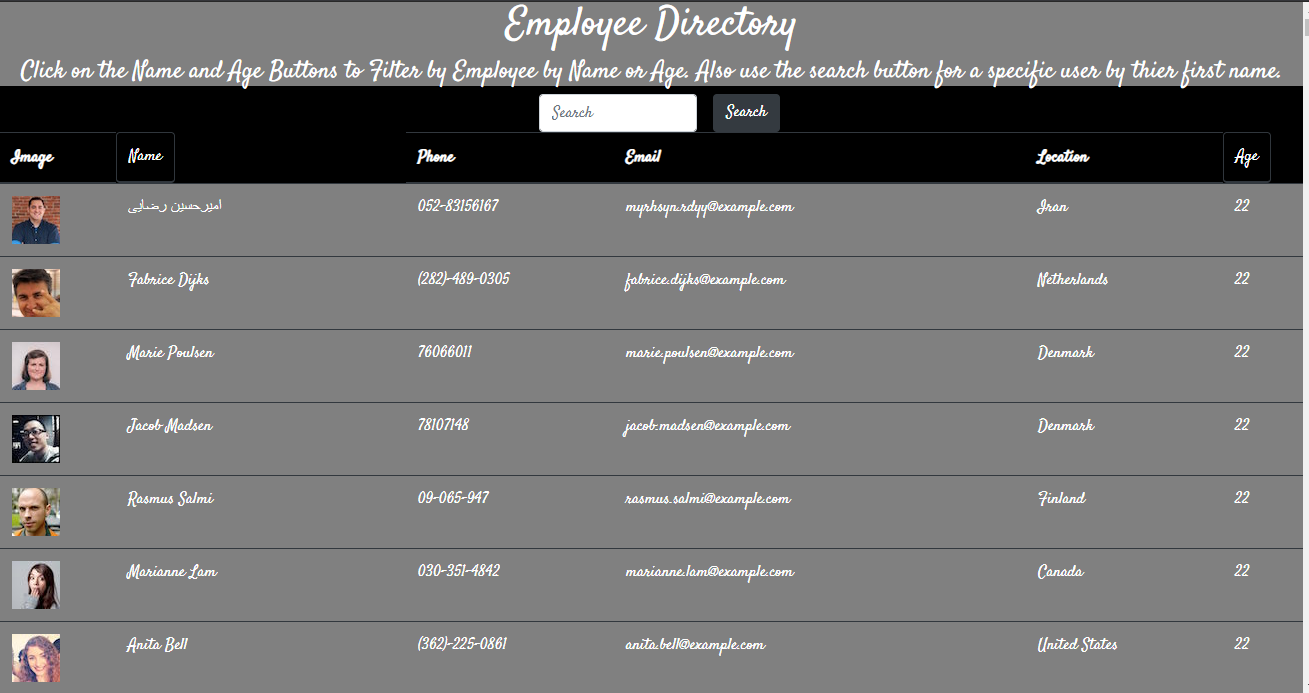 Employee Directory
Click on the Name and Age Buttons to Filter by Employee by Name or Age. Also use the search button for a specific user by thier first name.
Search Search
Image Name Phone Email Location Age
امیرحسین رضایی 052-83156167 myrhsyn.rdyy@example.com Iran 22
Fabrice Dijks (282)-489-0305 fabrice.dijks@example.com Netherlands 22
Marie Poulsen 76066011 marie.poulsen@example.com Denmark 22
Jacob Madsen 78107148 jacob.madsen@example.com Denmark 22
Rasmus Salmi 09-065-947 rasmus.salmi@example.com Finland 22
Marianne Lam 030-351-4842 marianne.lam@example.com Canada 22
Anita Bell (362)-225-0861 anita.bell@example.com United States 22